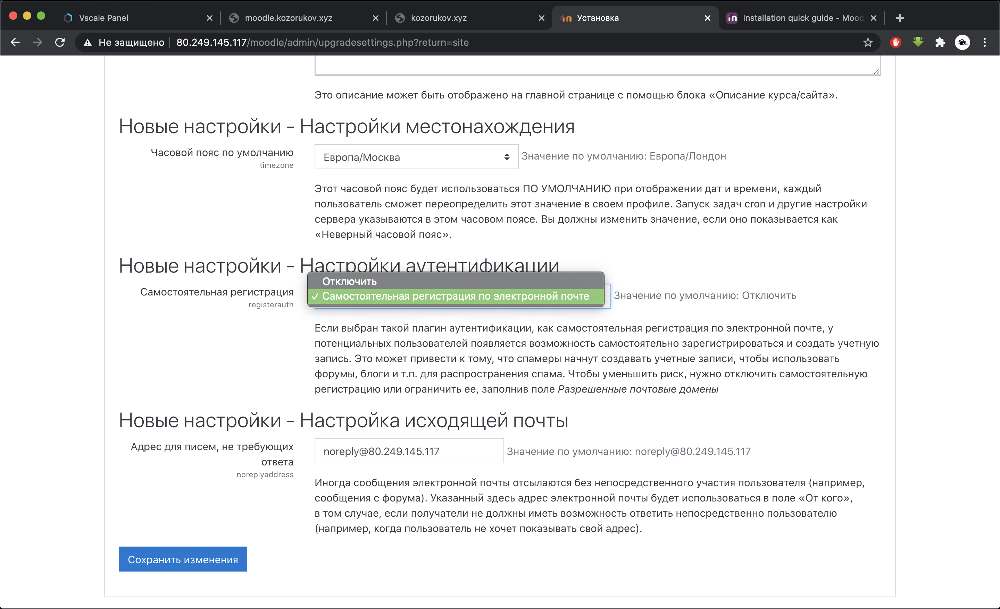 Vscale Panel
moodle.kozorukov.xyz
kozorukov.xyz
Установка
Installation quick guide - Mood
Не защищено
80.249.145.117/moodle/admin/upgradesettings.php?return=site
Это описание может быть отображено на главной странице с помощью блока «Описание курса/сайта».
Новые настройки - Настройки местонахождения
Часовой пояс по умолчанию
timezone
Европа/Москва
Значение по умолчанию: Европа/Лондон
Этот часовой пояс будет использоваться ПО УМОЛЧАНИЮ при отображении дат и времени, каждый
пользователь сможет переопределить этот значение в своем профиле. Запуск задач cron и другие настройки
сервера указываются в этом часовом поясе. Вы должны изменить значение, если оно показывается как
«Неверный часовой пояс».
Новые настройки - Настройки аутентификации
Самостоятельная регистрация
registerauth
Отключить
✓ Самостоятельная регистрация по электронной почте
Значение по умолчанию: Отключить
Если выбран такой плагин аутентификации, как самостоятельная регистрация по электронной почте, у
потенциальных пользователей появляется возможность самостоятельно зарегистрироваться и создать учетную
запись. Это может привести к тому, что спамеры начнут создавать учетные записи, чтобы использовать
форумы, блоги и т.п. для распространения спама. Чтобы уменьшить риск, нужно отключить самостоятельную
регистрацию или ограничить ее, заполнив поле Разрешенные почтовые домены
Новые настройки - Настройка исходящей почты
Адрес для писем, не требующих
ответа
noreplyaddress
noreply@80.249.145.117
Значение по умолчанию: noreply@80.249.145.117
Иногда сообщения электронной почты отсылаются без непосредственного участия пользователя (например,
сообщения с форума). Указанный здесь адрес электронной почты будет использоваться в поле «От кого»,
в том случае, если получатели не должны иметь возможность ответить непосредственно пользователю
(например, когда пользователь не хочет показывать свой адрес).
Сохранить изменения